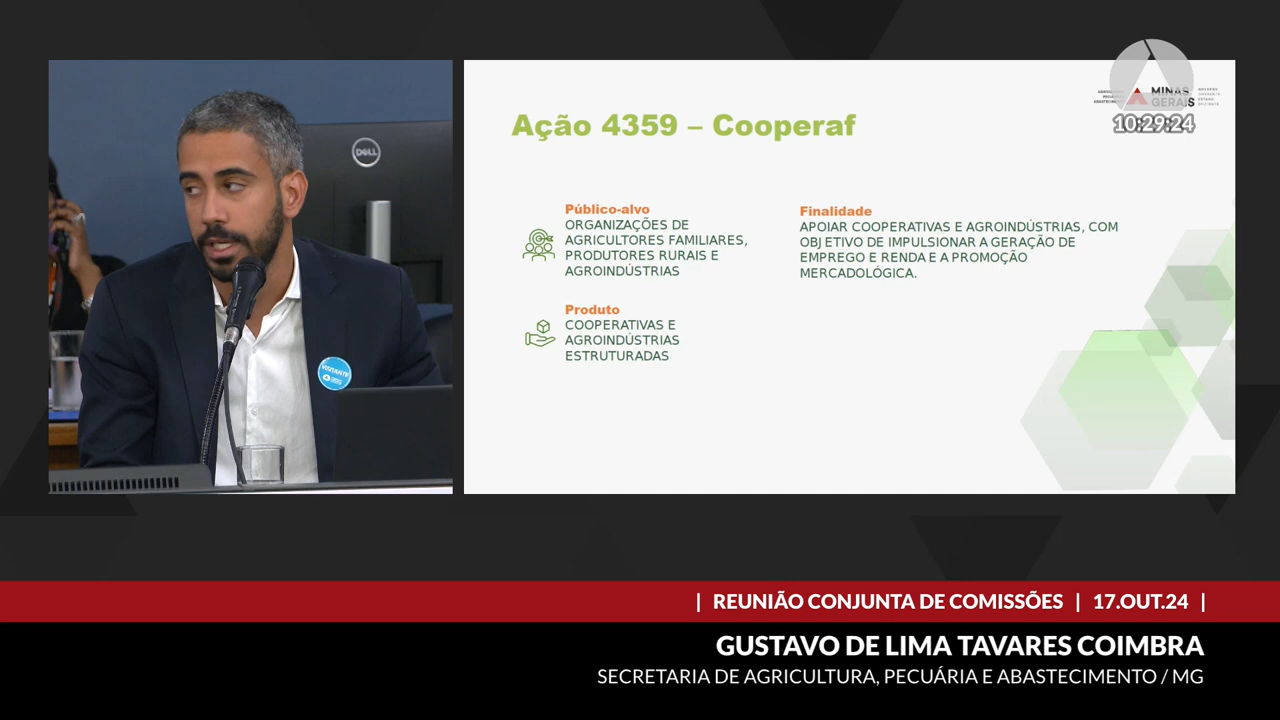 DELL
VISITANTE
Ação 4359 – Cooperaf
MINAS
GERAIS
10:29:24
Público-alvo
ORGANIZAÇÕES DE
AGRICULTORES FAMILIARES,
PRODUTORES RURAIS E
AGROINDÚSTRIAS
Produto
COOPERATIVAS E
AGROINDÚSTRIAS
ESTRUTURADAS
Finalidade
APOIAR COOPERATIVAS E AGROINDÚSTRIAS, COM
OBJETIVO DE IMPULSIONAR A GERAÇÃO DE
EMPREGO E RENDA E A PROMOÇÃO
MERCADOLÓGICA.
| REUNIÃO CONJUNTA DE COMISSÕES | 17.OUT.24 |
GUSTAVO DE LIMA TAVARES COIMBRA
SECRETARIA DE AGRICULTURA, PECUÁRIA E ABASTECIMENTO / MG